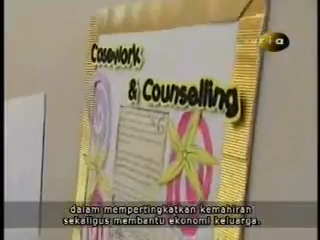 Casework
& Counselling
dalam mempertingkatkan kemahiran
sekaligus membantu ekonomi keluarga.